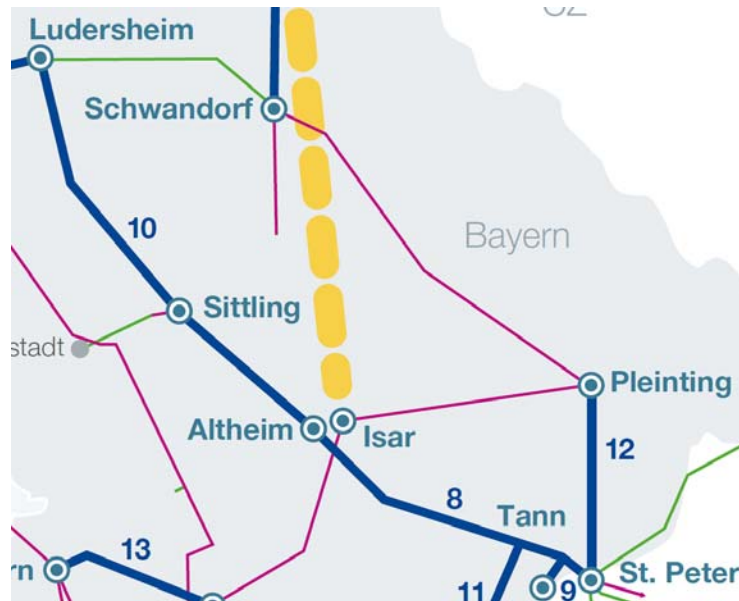 Ludersheim
Schwandorf
10
Bayern
Sittling
stadt
Pleinting
Altheim
Isar
12
8
Tann
13
rn
11
9
St. Peter